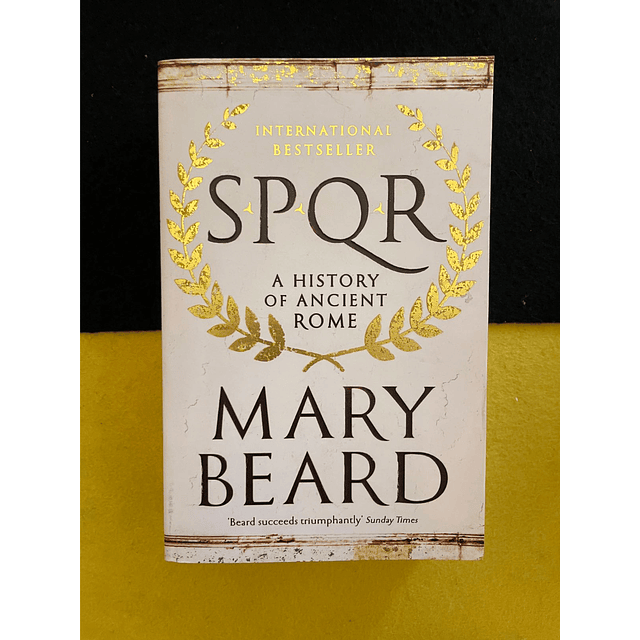 INTERNATIONAL
BESTSELLER
SPQR
A HISTORY
OF ANCIENT
ROME
MARY
BEARD
'Beard succeeds triumphantly' Sunday Times